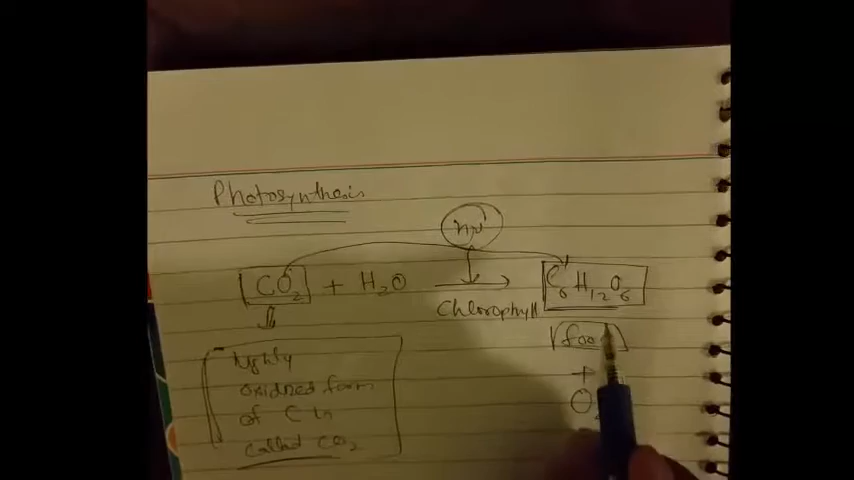 Photosynthesis
hν
CO2 + H2O → C6H12O6
Chlorophyll
food
+
O2
highly
oxidized form
of C is
called CO2